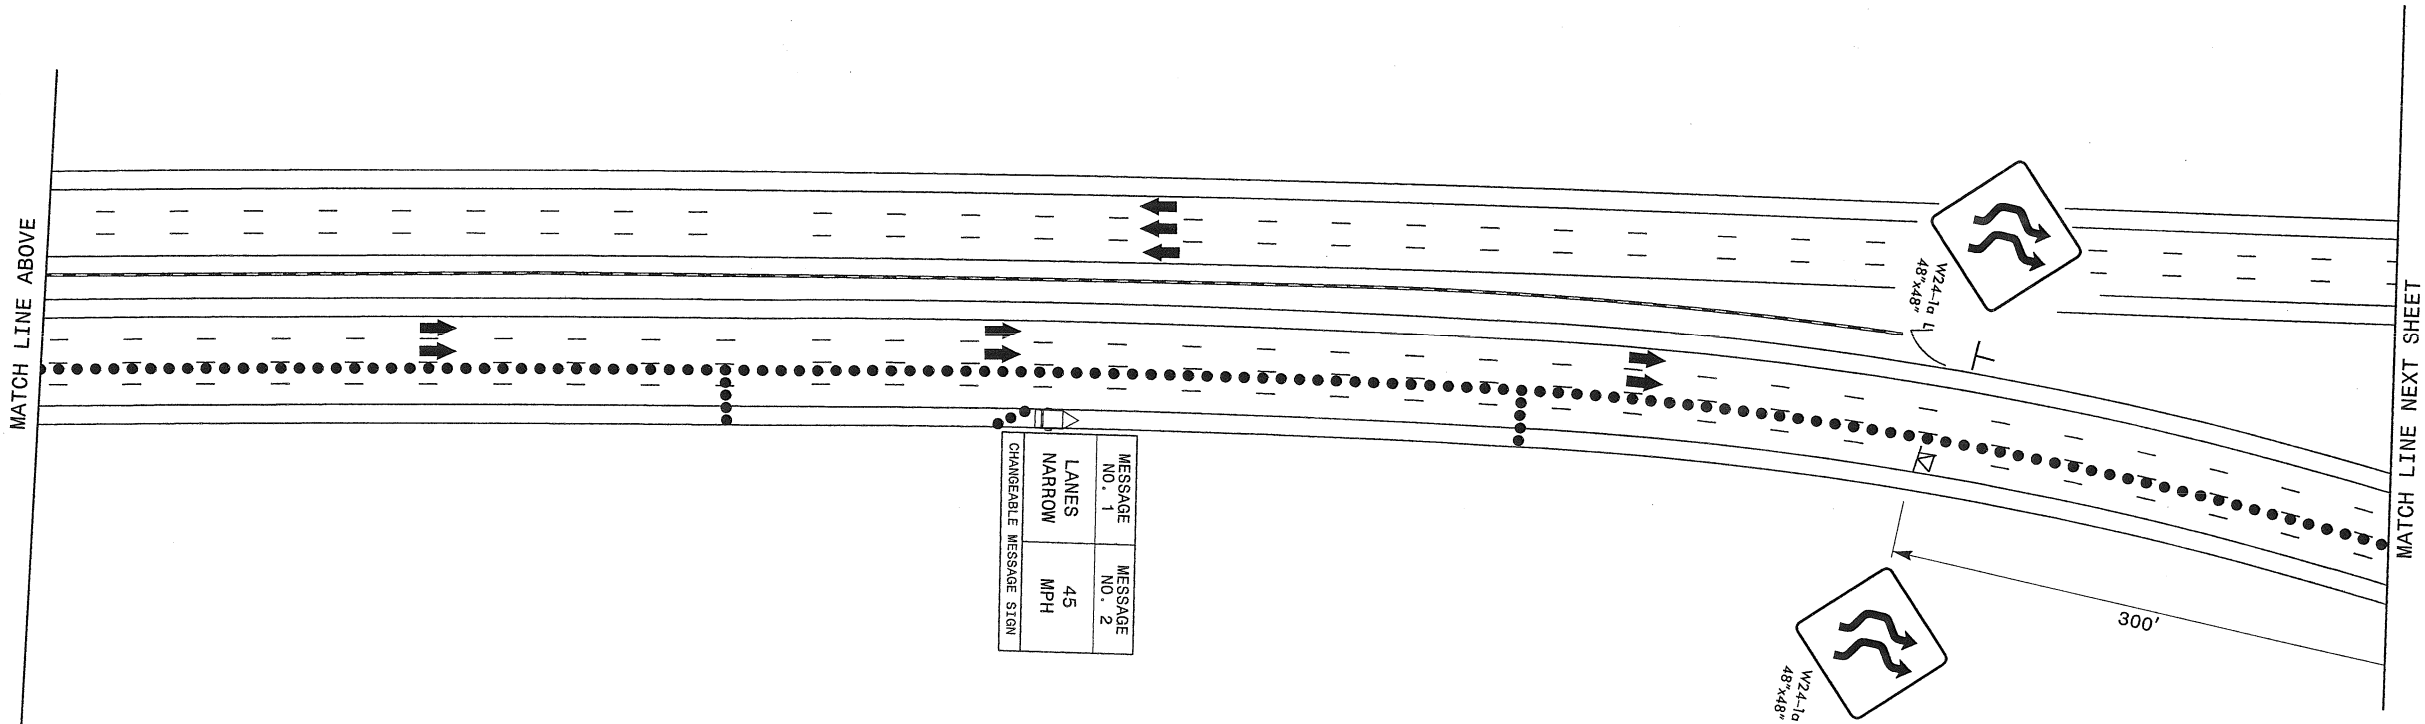 MATCH LINE ABOVE
W24-1a L
48"x48"
MATCH LINE NEXT SHEET
MESSAGE
NO. 1
MESSAGE
NO. 2
LANES
NARROW
45
MPH
CHANGEABLE MESSAGE SIGN
300'
W24-1a
48"x48"